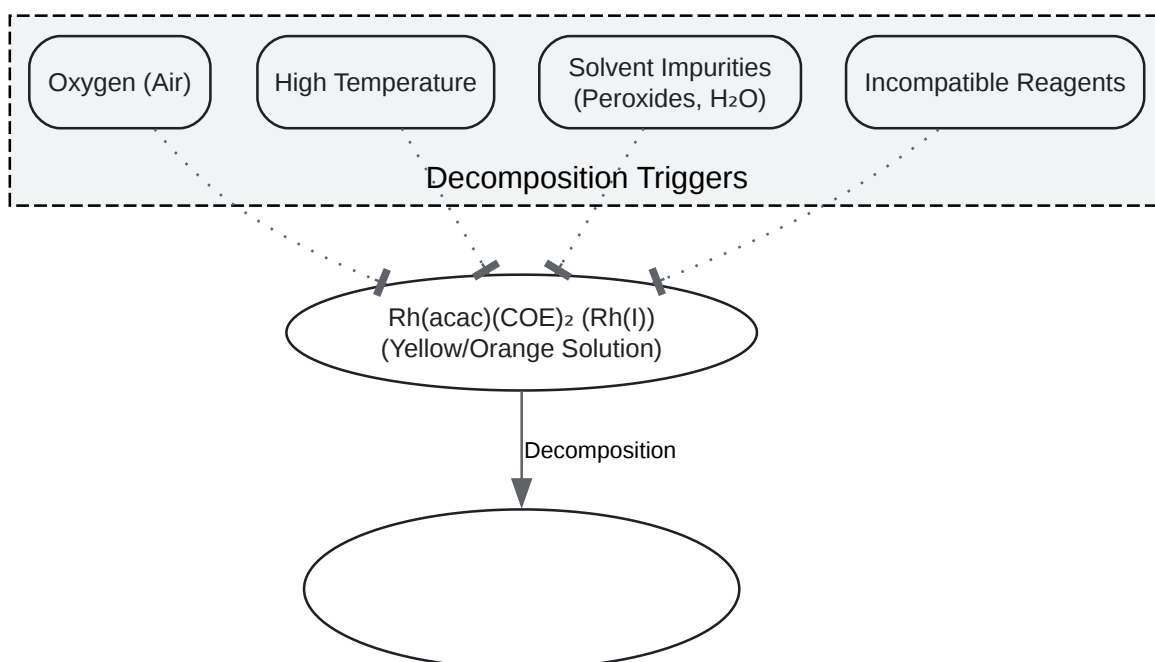 Oxygen (Air)
High Temperature
Solvent Impurities
(Peroxides, H₂O)
Incompatible Reagents
Decomposition Triggers
Rh(acac)(COE)₂ (Rh(I))
(Yellow/Orange Solution)
Decomposition